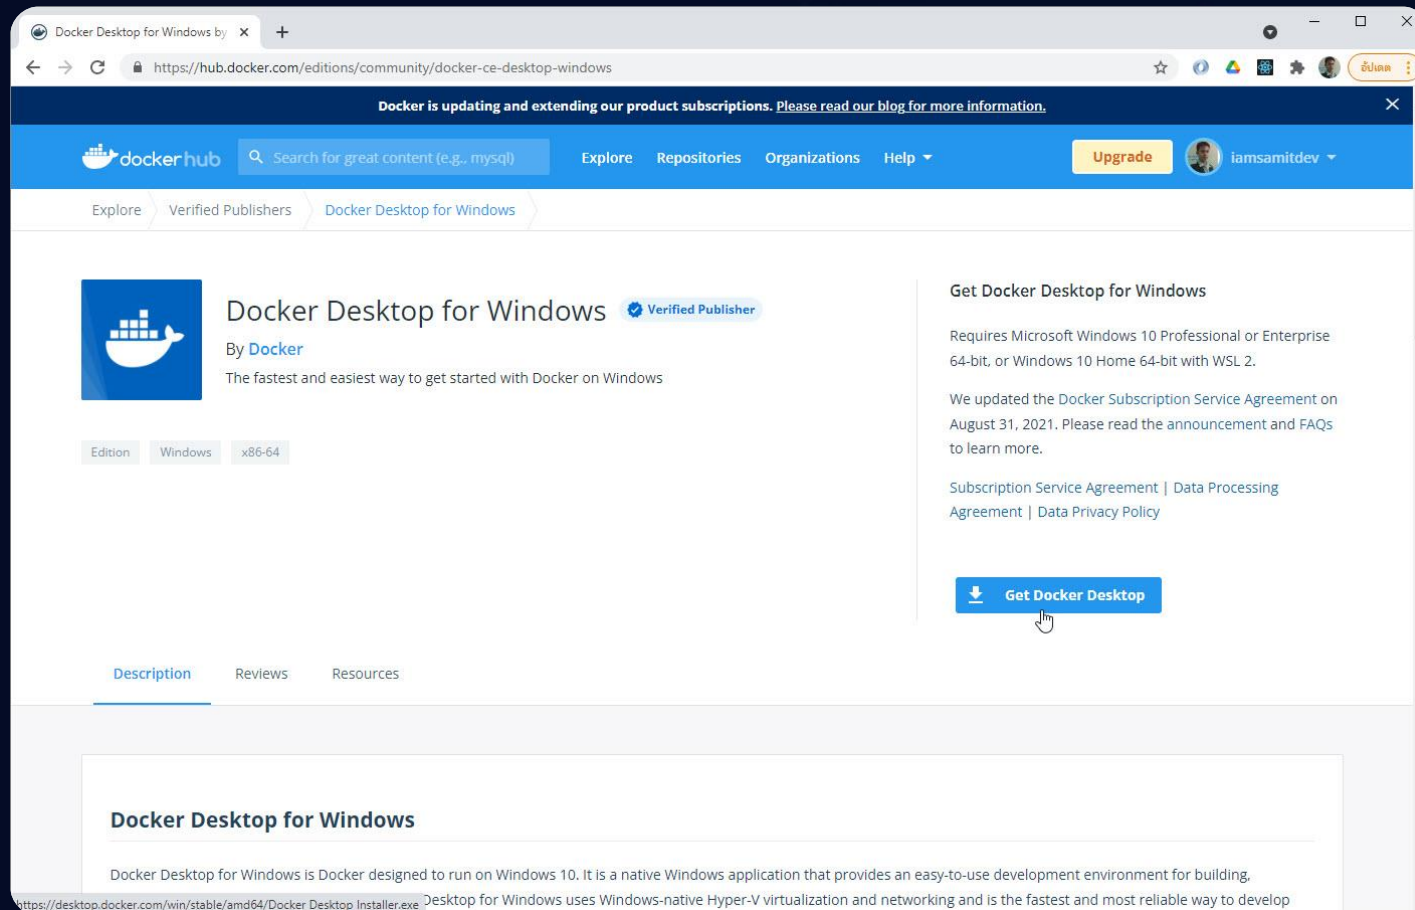 Docker Desktop for Windows by
https://hub.docker.com/editions/community/docker-ce-desktop-windows
อัปเดต
Docker is updating and extending our product subscriptions. Please read our blog for more information.
dockerhub
Search for great content (e.g., mysql)
Explore
Repositories
Organizations
Help
Upgrade
iamsamitdev
Explore
Verified Publishers
Docker Desktop for Windows
Docker Desktop for Windows
Verified Publisher
By Docker
The fastest and easiest way to get started with Docker on Windows
Edition
Windows
x86-64
Get Docker Desktop for Windows
Requires Microsoft Windows 10 Professional or Enterprise
64-bit, or Windows 10 Home 64-bit with WSL 2.
We updated the Docker Subscription Service Agreement on
August 31, 2021. Please read the announcement and FAQs
to learn more.
Subscription Service Agreement | Data Processing
Agreement | Data Privacy Policy
Get Docker Desktop
Description
Reviews
Resources
Docker Desktop for Windows
Docker Desktop for Windows is Docker designed to run on Windows 10. It is a native Windows application that provides an easy-to-use development environment for building,
Desktop for Windows uses Windows-native Hyper-V virtualization and networking and is the fastest and most reliable way to develop
https://desktop.docker.com/win/stable/amd64/Docker Desktop Installer.exe